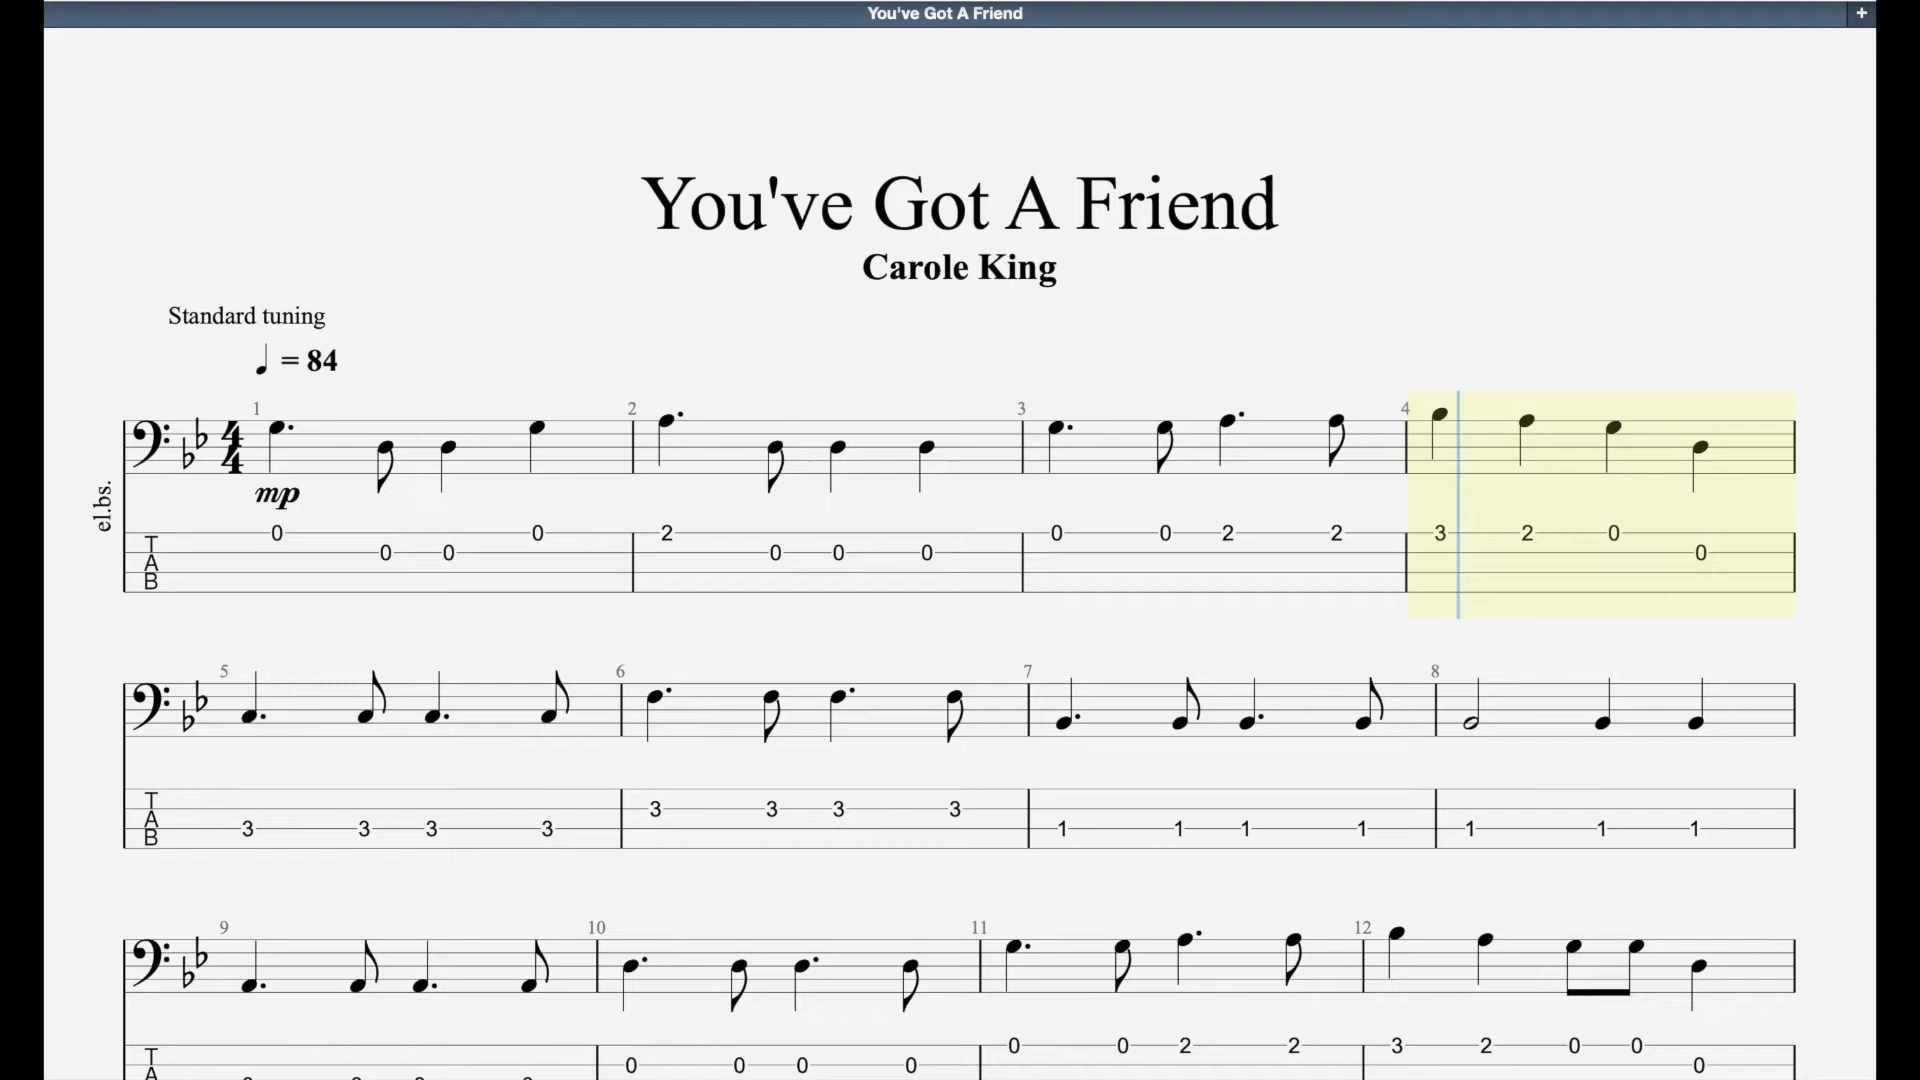 You've Got A Friend +
You've Got A Friend
Carole King
Standard tuning
= 84
1 2 3 4
4
4
mp
el.bs.
0 0 2 0 0 2 2 3 2 0
T
0 0 0 0 0 0
A
B
5 6 7 8
T
3 3 3 3
A
3 3 3 3 1 1 1 1 1 1 1
B
9 10 11 12
0 0 2 2 3 2 0 0
T
0 0 0 0 0
A